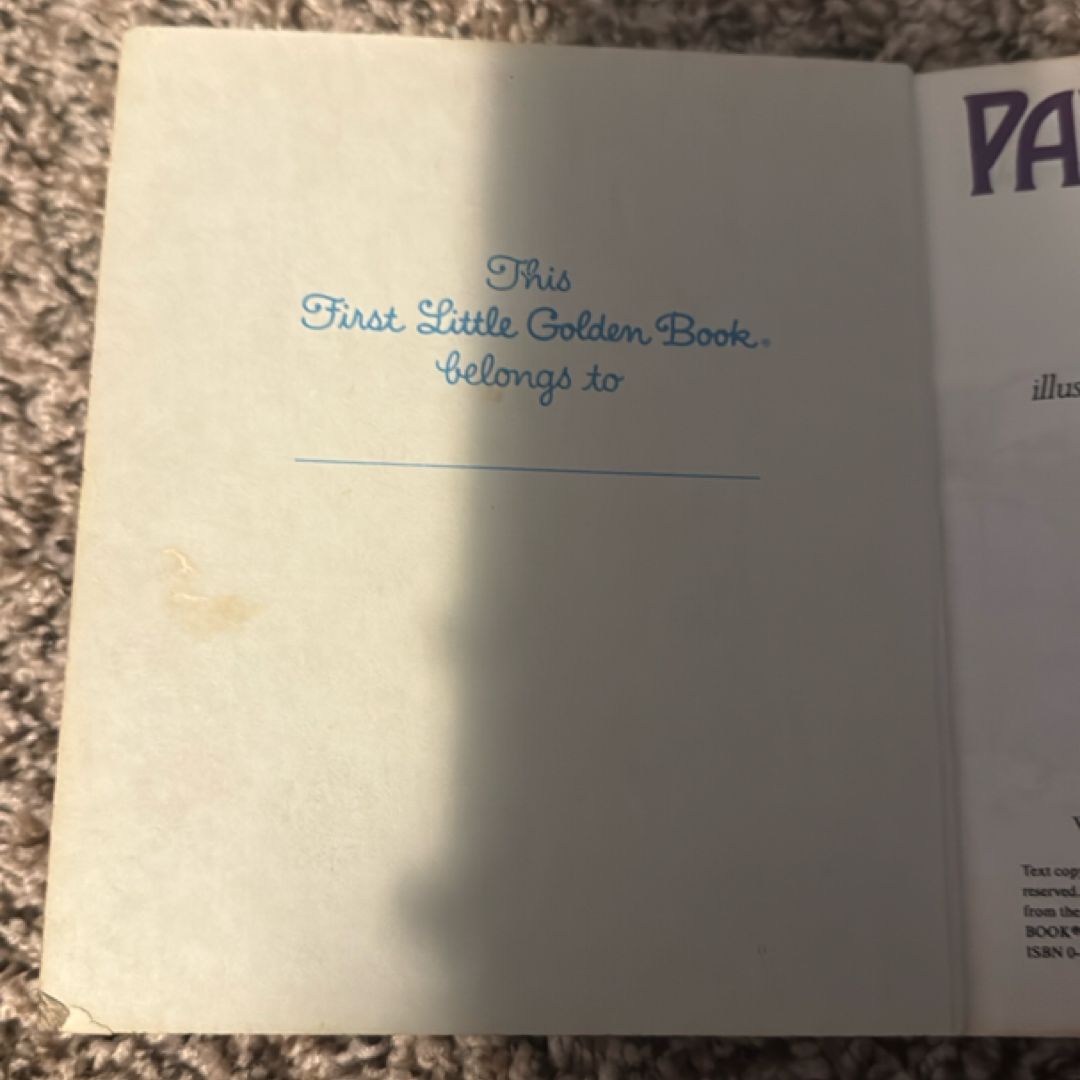 This
First Little Golden Book®
belongs to
PA
illus
Text cop
reserved.
from the
BOOK®
ISBN 0-